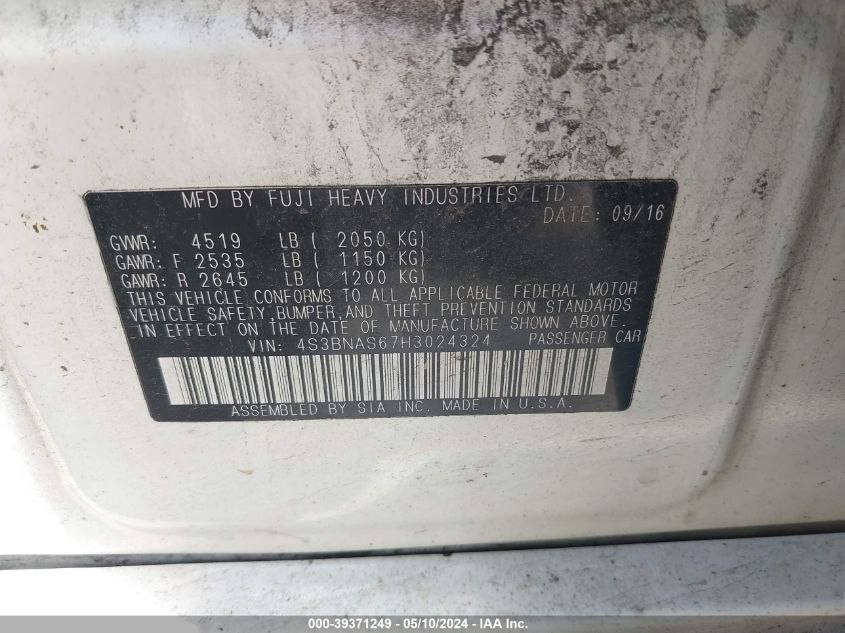 MFD BY FUJI HEAVY INDUSTRIES LTD.
DATE: 09/16
GVWR: 4519 LB ( 2050 KG)
GAWR: F 2535 LB ( 1150 KG)
GAWR: R 2645 LB ( 1200 KG)
THIS VEHICLE CONFORMS TO ALL APPLICABLE FEDERAL MOTOR
VEHICLE SAFETY,BUMPER,AND THEFT PREVENTION STANDARDS
IN EFFECT ON THE DATE OF MANUFACTURE SHOWN ABOVE.
VIN: 4S3BNAS67H3024324 PASSENGER CAR
ASSEMBLED BY SIA INC. MADE IN U.S.A.
000-39371249 - 05/10/2024 - IAA Inc.